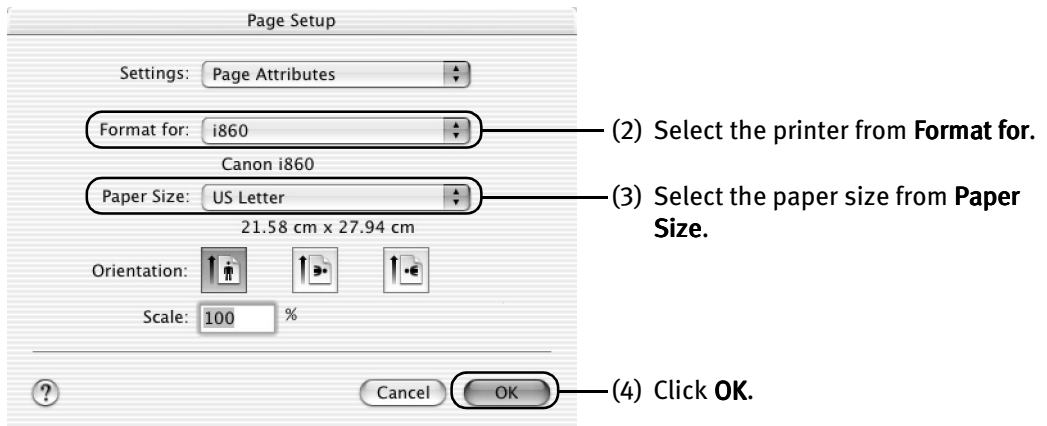 Page Setup
Settings: Page Attributes
Format for: i860
(2) Select the printer from Format for.
Canon i860
Paper Size: US Letter
(3) Select the paper size from Paper
Size.
21.58 cm x 27.94 cm
Orientation:
Scale: 100 %
? Cancel OK
(4) Click OK.